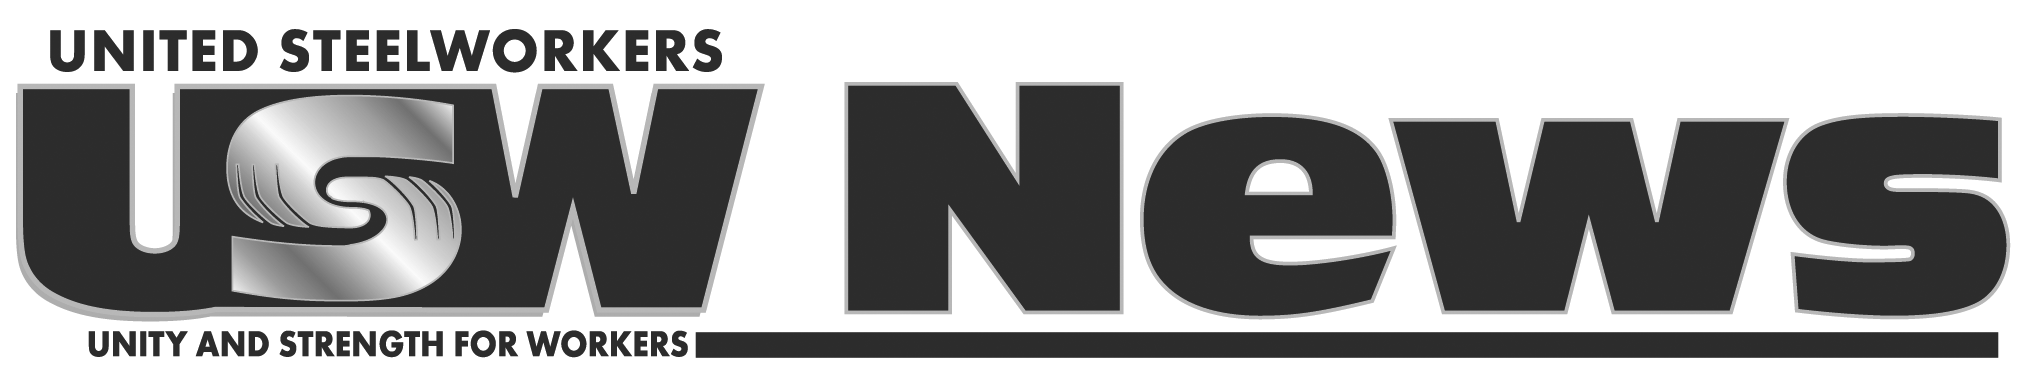 UNITED STEELWORKERS
USW News
UNITY AND STRENGTH FOR WORKERS